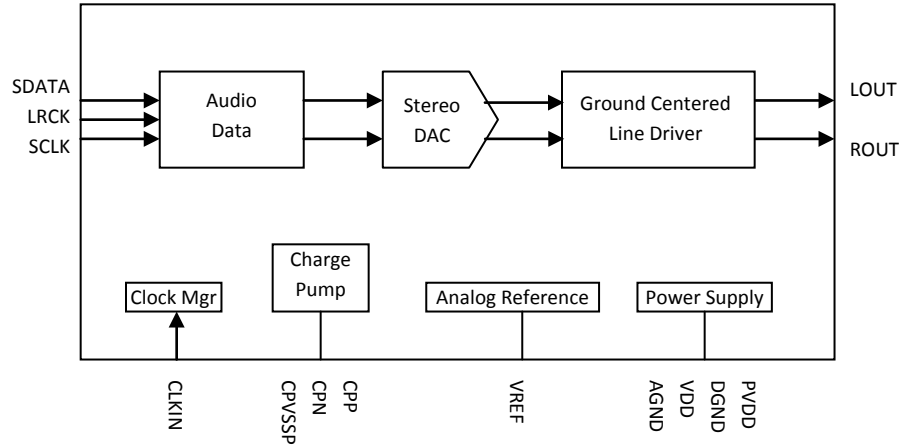 SDATA
LRCK
SCLK
Audio
Data
Stereo
DAC
Ground Centered
Line Driver
LOUT
ROUT
Clock Mgr
Charge
Pump
Analog Reference
Power Supply
CLKIN
CPVSSP
CPN
CPP
VREF
AGND
VDD
DGND
PVDD